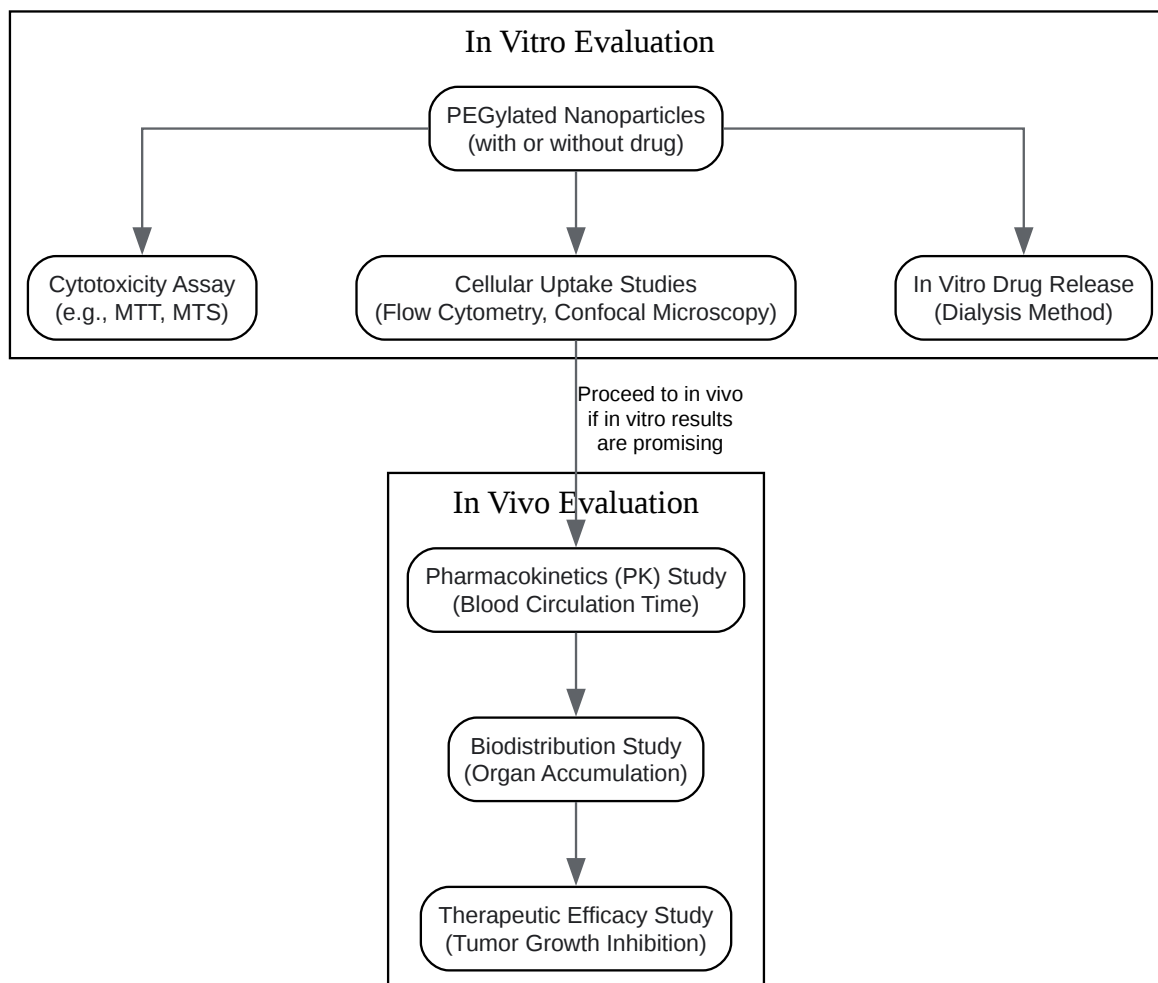 In Vitro Evaluation
PEGylated Nanoparticles
(with or without drug)
Cytotoxicity Assay
(e.g., MTT, MTS)
Cellular Uptake Studies
(Flow Cytometry, Confocal Microscopy)
In Vitro Drug Release
(Dialysis Method)
Proceed to in vivo
if in vitro results
are promising
In Vivo Evaluation
Pharmacokinetics (PK) Study
(Blood Circulation Time)
Biodistribution Study
(Organ Accumulation)
Therapeutic Efficacy Study
(Tumor Growth Inhibition)